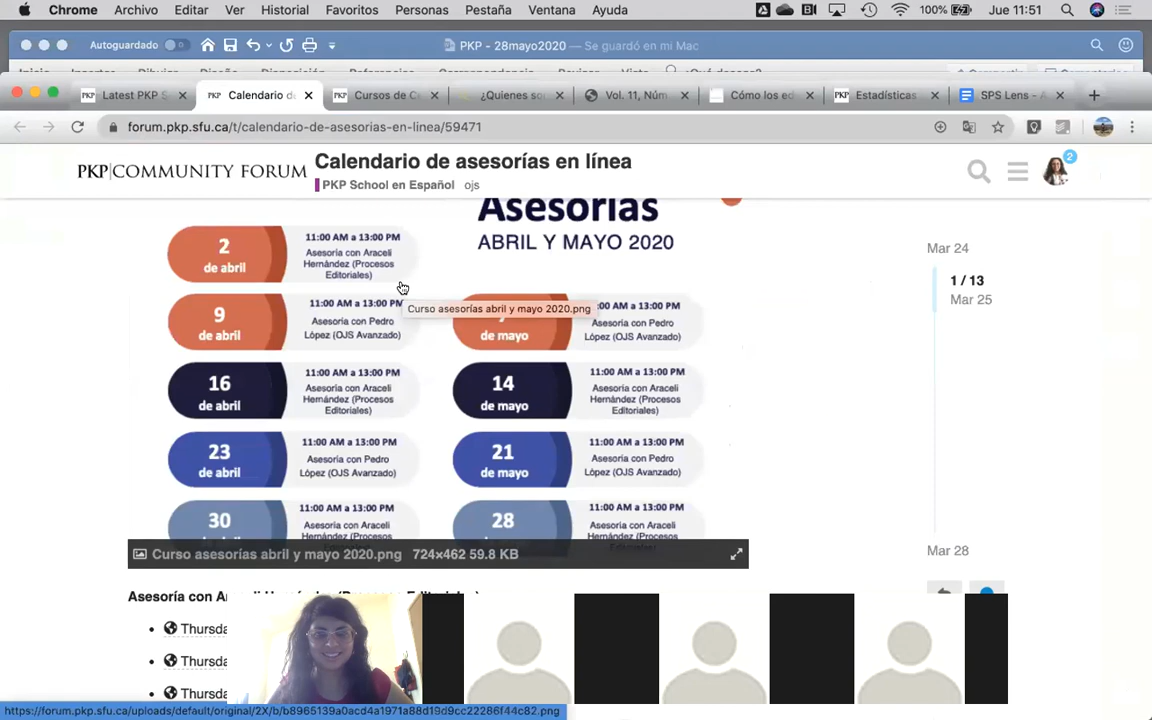 Chrome Archivo Editar Ver Historial Favoritos Personas Pestaña Ventana Ayuda 100% Jue 11:51
Autoguardado PKP - 28mayo2020 — Se guardó en mi Mac
Latest PKP S Calendario de Cursos de C ¿Quienes so Vol. 11, Núm Cómo los ed Estadísticas SPS Lens - A
forum.pkp.sfu.ca/t/calendario-de-asesorias-en-linea/59471
PKP|COMMUNITY FORUM
Calendario de asesorías en línea
PKP School en Español ojs
2
Asesorías
ABRIL Y MAYO 2020
2
de abril
11:00 AM a 13:00 PM
Asesoría con Araceli
Hernández (Procesos
Editoriales)
9
de abril
11:00 AM a 13:00 PM
Asesoría con Pedro
López (OJS Avanzado)
16
de abril
11:00 AM a 13:00 PM
Asesoría con Araceli
Hernández (Procesos
Editoriales)
23
de abril
11:00 AM a 13:00 PM
Asesoría con Pedro
López (OJS Avanzado)
30
11:00 AM a 13:00 PM
Asesoría con Araceli
Hernández (Procesos
Curso asesorías abril y mayo 2020.png
de mayo
:00 AM a 13:00 PM
Asesoría con Pedro
López (OJS Avanzado)
14
de mayo
11:00 AM a 13:00 PM
Asesoría con Araceli
Hernández (Procesos
Editoriales)
21
de mayo
11:00 AM a 13:00 PM
Asesoría con Pedro
López (OJS Avanzado)
28
11:00 AM a 13:00 PM
Asesoría con Araceli
Hernández (Procesos
Mar 24
1 / 13
Mar 25
Mar 28
Curso asesorías abril y mayo 2020.png 724×462 59.8 KB
Asesoría con Ar
Thursda
Thursda
Thursda
https://forum.pkp.sfu.ca/uploads/default/original/2X/b/b8965139a0acd4a1971a88d19d9cc22286f44c82.png